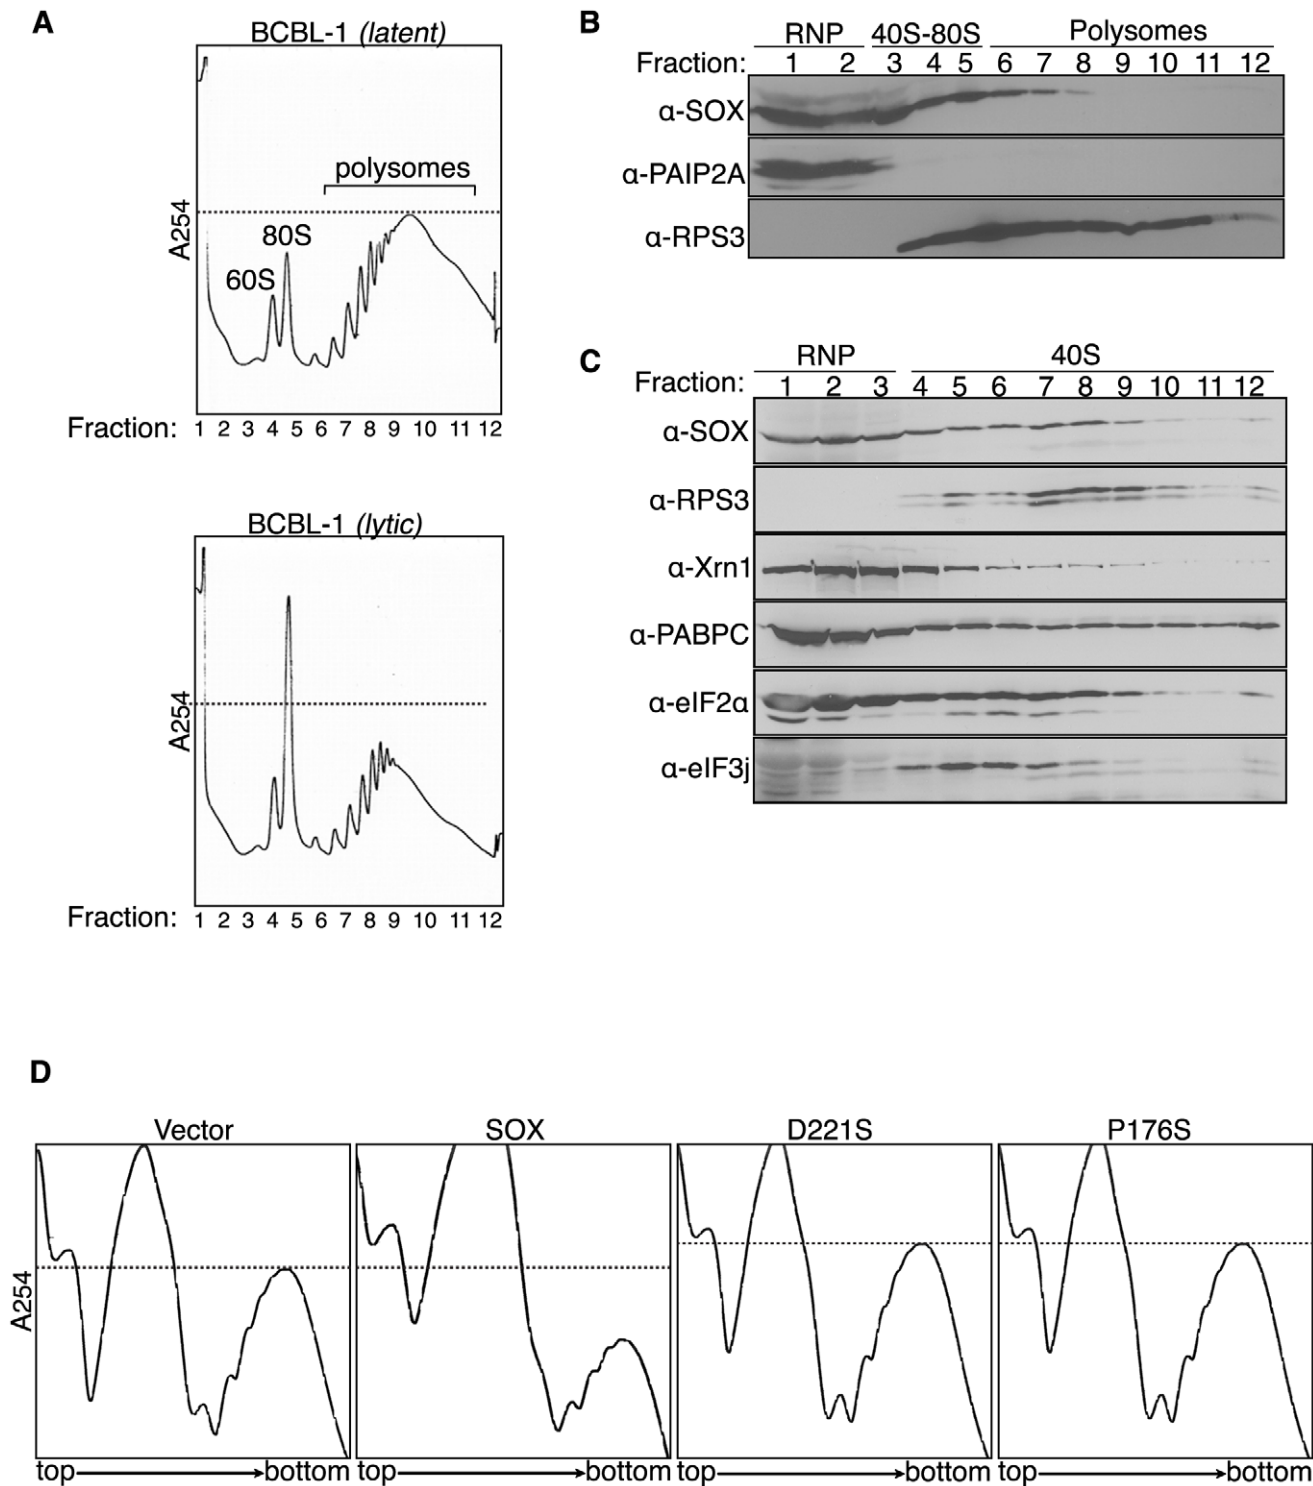 A
BCBL-1 (latent)
polysomes
80S
60S
A254
Fraction: 1 2 3 4 5 6 7 8 9 10 11 12
BCBL-1 (lytic)
A254
Fraction: 1 2 3 4 5 6 7 8 9 10 11 12
B
RNP 40S-80S Polysomes
Fraction: 1 2 3 4 5 6 7 8 9 10 11 12
α-SOX
α-PAIP2A
α-RPS3
C
RNP 40S
Fraction: 1 2 3 4 5 6 7 8 9 10 11 12
α-SOX
α-RPS3
α-Xrn1
α-PABPC
α-eIF2α
α-eIF3j
D
Vector SOX D221S P176S
A254
top bottom top bottom top bottom top bottom